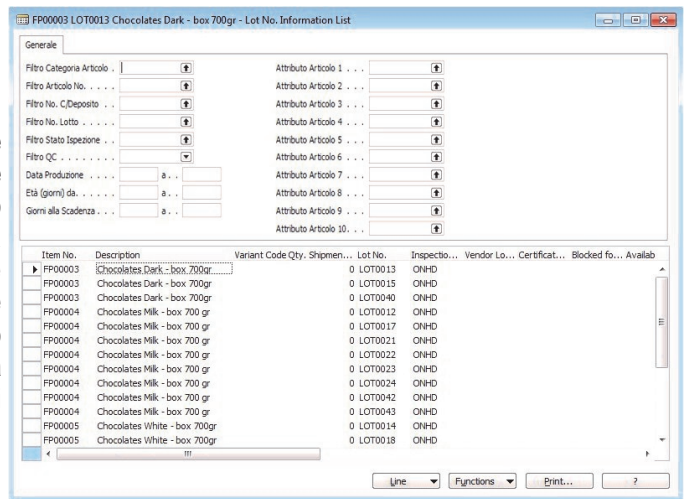 FP00003 LOT0013 Chocolates Dark - box 700gr - Lot No. Information List
Generale
Filtro Categoria Articolo . Attributo Articolo 1 . . .
Filtro Articolo No. . . . . . Attributo Articolo 2 . . .
Filtro No. C/Deposito . . Attributo Articolo 3 . . .
Filtro No. Lotto . . . . . Attributo Articolo 4 . . .
Filtro Stato Ispezione . . Attributo Articolo 5 . . .
Filtro QC . . . . . . . . Attributo Articolo 6 . . .
Data Produzione . . . . a . . Attributo Articolo 7 . . .
Età (giorni) da. . . . . . a . . Attributo Articolo 8 . . .
Giorni alla Scadenza . . . a . . Attributo Articolo 9 . . .
Attributo Articolo 10. . .
Item No. Description Variant Code Qty. Shipmen... Lot No. Inspectio... Vendor Lo... Certificat... Blocked fo... Availab
FP00003 Chocolates Dark - box 700gr 0 LOT0013 ONHD
FP00003 Chocolates Dark - box 700gr 0 LOT0015 ONHD
FP00003 Chocolates Dark - box 700gr 0 LOT0040 ONHD
FP00004 Chocolates Milk - box 700 gr 0 LOT0012 ONHD
FP00004 Chocolates Milk - box 700 gr 0 LOT0017 ONHD
FP00004 Chocolates Milk - box 700 gr 0 LOT0021 ONHD
FP00004 Chocolates Milk - box 700 gr 0 LOT0022 ONHD
FP00004 Chocolates Milk - box 700 gr 0 LOT0023 ONHD
FP00004 Chocolates Milk - box 700 gr 0 LOT0024 ONHD
FP00004 Chocolates Milk - box 700 gr 0 LOT0042 ONHD
FP00004 Chocolates Milk - box 700 gr 0 LOT0043 ONHD
FP00005 Chocolates White - box 700gr 0 LOT0014 ONHD
FP00005 Chocolates White - box 700gr 0 LOT0018 ONHD
Line Functions Print... ?